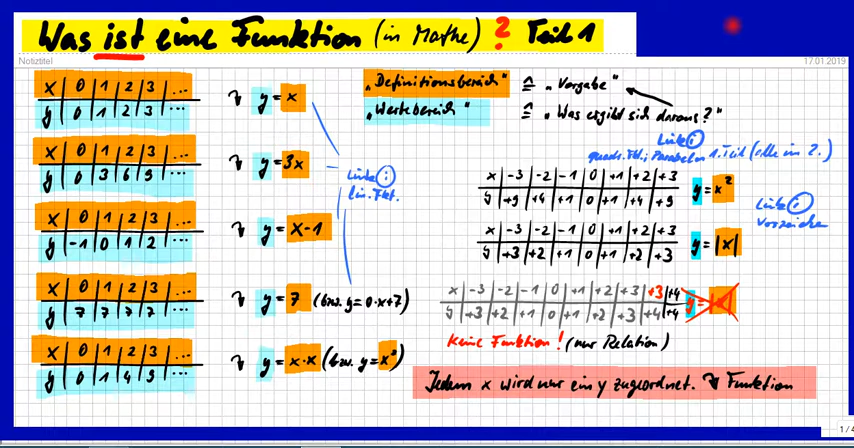 Was ist eine Funktion (in Mathe) ? Teil 1
Notiztitel
17.01.2019
x | 0 | 1 | 2 | 3 | ...
y | 0 | 1 | 2 | 3 | ...
y = x
x | 0 | 1 | 2 | 3 | ...
y | 0 | 3 | 6 | 9 | ...
y = 3x
x | 0 | 1 | 2 | 3 | ...
y | -1 | 0 | 1 | 2 | ...
y = x-1
x | 0 | 1 | 2 | 3 | ...
y | 7 | 7 | 7 | 7 | ...
y = 7 (bzw. y = 0·x+7)
x | 0 | 1 | 2 | 3 | ...
y | 0 | 1 | 4 | 9 | ...
y = x·x (bzw. y = x²)
Links i
lin. Fkt.
"Definitionsbereich" ≙ "Vorgabe"
"Wertebereich" ≙ "Was ergibt sich daraus?"
Links i
quadr. Fkt.; Parabeln 1. Teil (alle in 2.)
x | -3 | -2 | -1 | 0 | +1 | +2 | +3
y | +9 | +4 | +1 | 0 | +1 | +4 | +9
y = x²
Links i
Vorzeichen
x | -3 | -2 | -1 | 0 | +1 | +2 | +3
y | +3 | +2 | +1 | 0 | +1 | +2 | +3
y = |x|
x | -3 | -2 | -1 | 0 | +1 | +2 | +3 | +3 | +4
y | +3 | +2 | +1 | 0 | +1 | +2 | +3 | +4 | +4
y =
Keine Funktion! (nur Relation)
Jedem x wird nur ein y zugeordnet. Funktion
1/4